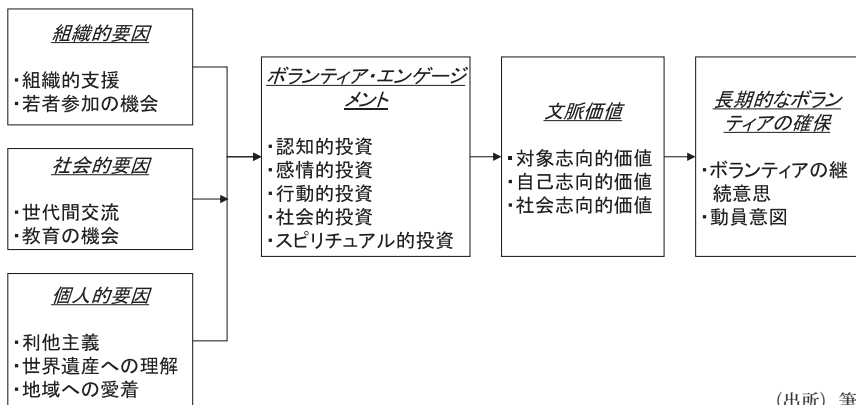 組織的要因
・組織的支援
・若者参加の機会
社会的要因
・世代間交流
・教育の機会
個人的要因
・利他主義
・世界遺産への理解
・地域への愛着
ボランティア・エンゲージ
メント
・認知的投資
・感情的投資
・行動的投資
・社会的投資
・スピリチュアル的投資
文脈価値
・対象志向的価値
・自己志向的価値
・社会志向的価値
長期的なボラン
ティアの確保
・ボランティアの継
続意思
・動員意図
(出所) 筆